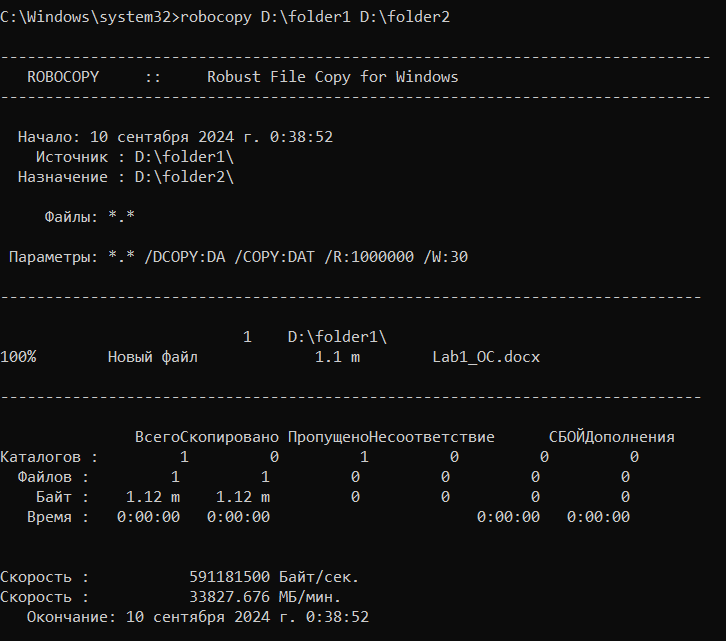 C:\Windows\system32>robocopy D:\folder1 D:\folder2
-------------------------------------------------------------------------------
   ROBOCOPY     ::     Robust File Copy for Windows
-------------------------------------------------------------------------------
  Начало: 10 сентября 2024 г. 0:38:52
    Источник : D:\folder1\
  Назначение : D:\folder2\
     Файлы: *.*
 Параметры: *.* /DCOPY:DA /COPY:DAT /R:1000000 /W:30
------------------------------------------------------------------------------
                           1    D:\folder1\
100%        Новый файл             1.1 m        Lab1_OC.docx
------------------------------------------------------------------------------
               ВсегоСкопировано ПропущеноНесоответствие      СБОЙДополнения
Каталогов :         1         0         1         0         0         0
  Файлов :         1         1         0         0         0         0
    Байт :    1.12 m    1.12 m         0         0         0         0
   Время :   0:00:00   0:00:00                       0:00:00   0:00:00
Скорость :           591181500 Байт/сек.
Скорость :           33827.676 МБ/мин.
   Окончание: 10 сентября 2024 г. 0:38:52